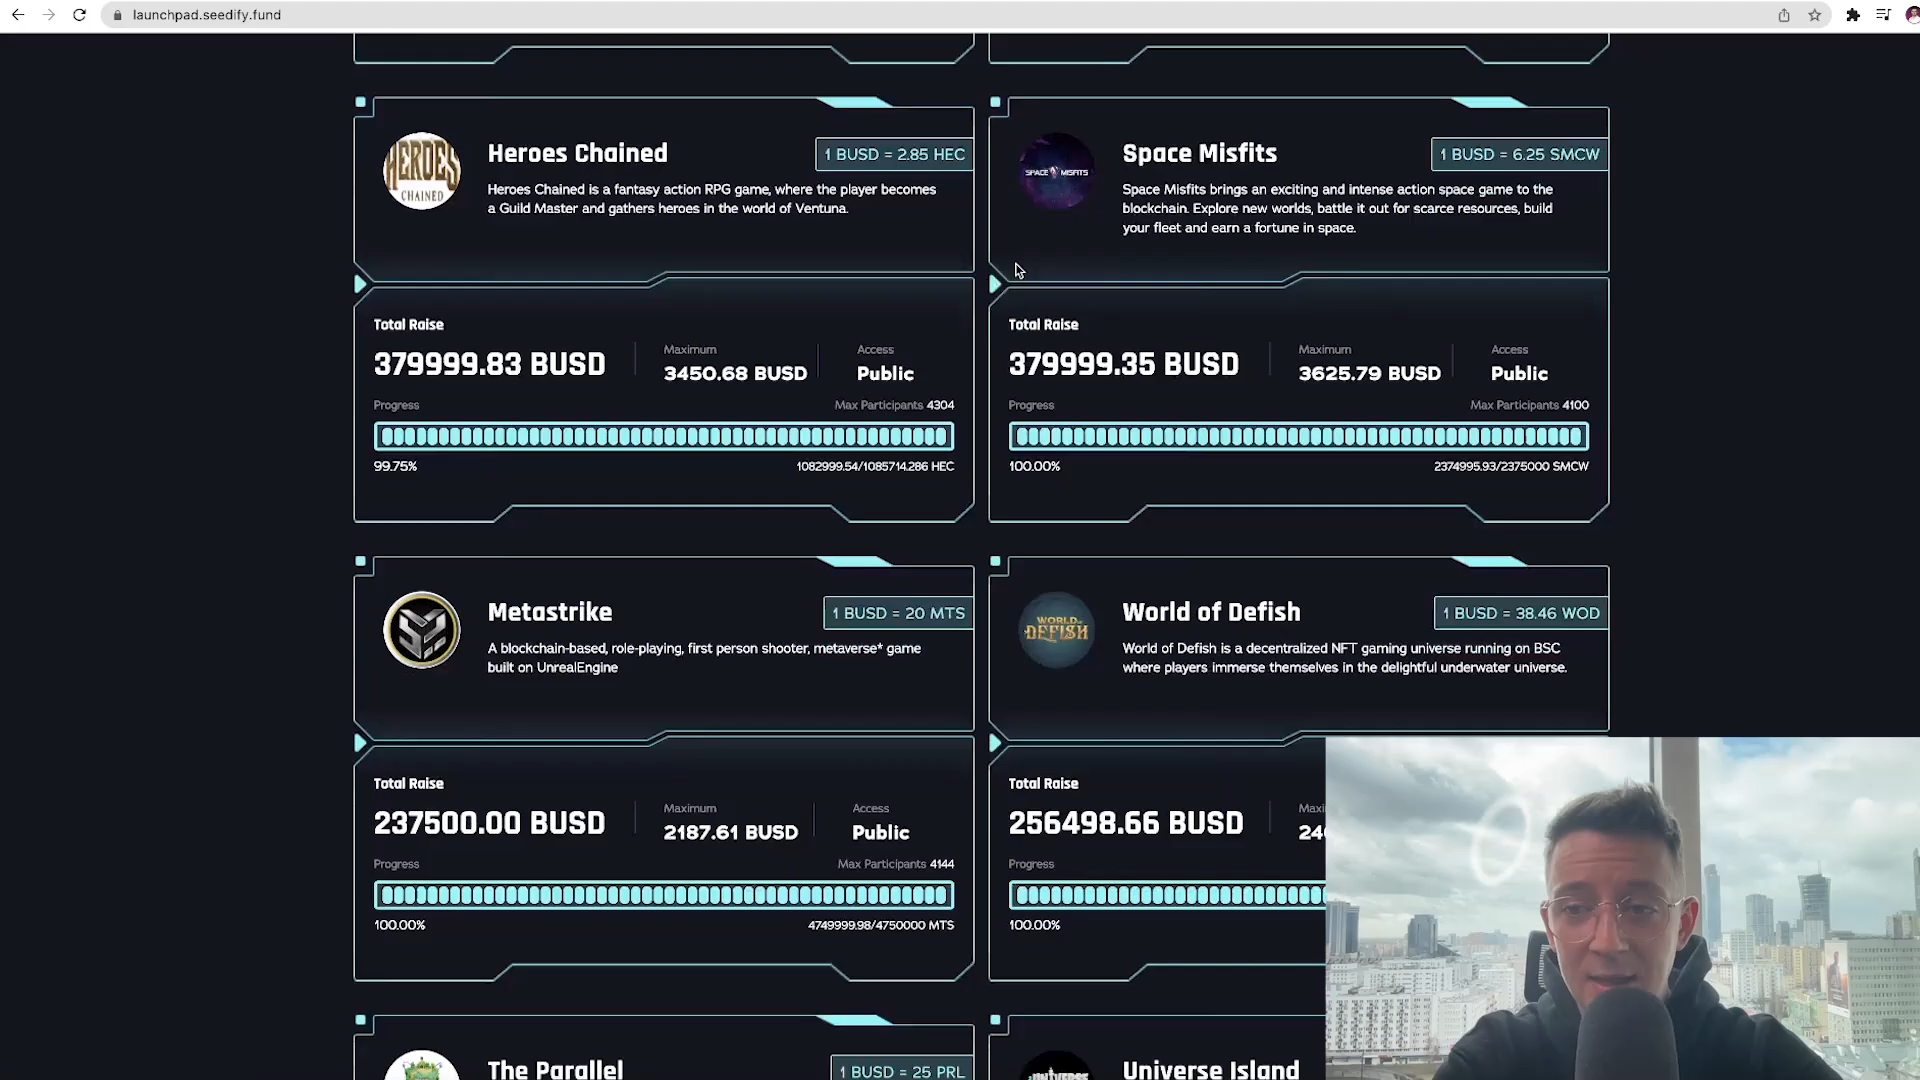 launchpad.seedify.fund
HEROES
CHAINED
Heroes Chained
1 BUSD = 2.85 HEC
Heroes Chained is a fantasy action RPG game, where the player becomes
a Guild Master and gathers heroes in the world of Ventuna.
Total Raise
379999.83 BUSD
Maximum
3450.68 BUSD
Access
Public
Progress
Max Participants 4304
99.75%
1082999.54/1085714.286 HEC
SPACE MISFITS
Space Misfits
1 BUSD = 6.25 SMCW
Space Misfits brings an exciting and intense action space game to the
blockchain. Explore new worlds, battle it out for scarce resources, build
your fleet and earn a fortune in space.
Total Raise
379999.35 BUSD
Maximum
3625.79 BUSD
Access
Public
Progress
Max Participants 4100
100.00%
2374995.93/2375000 SMCW
Metastrike
1 BUSD = 20 MTS
A blockchain-based, role-playing, first person shooter, metaverse* game
built on UnrealEngine
Total Raise
237500.00 BUSD
Maximum
2187.61 BUSD
Access
Public
Progress
Max Participants 4144
100.00%
4749999.98/4750000 MTS
WORLD OF
DEFISH
World of Defish
1 BUSD = 38.46 WOD
World of Defish is a decentralized NFT gaming universe running on BSC
where players immerse themselves in the delightful underwater universe.
Total Raise
256498.66 BUSD
Maxi
24
Progress
100.00%
The Parallel
1 BUSD = 25 PRL
UNIVERSE
Universe Island